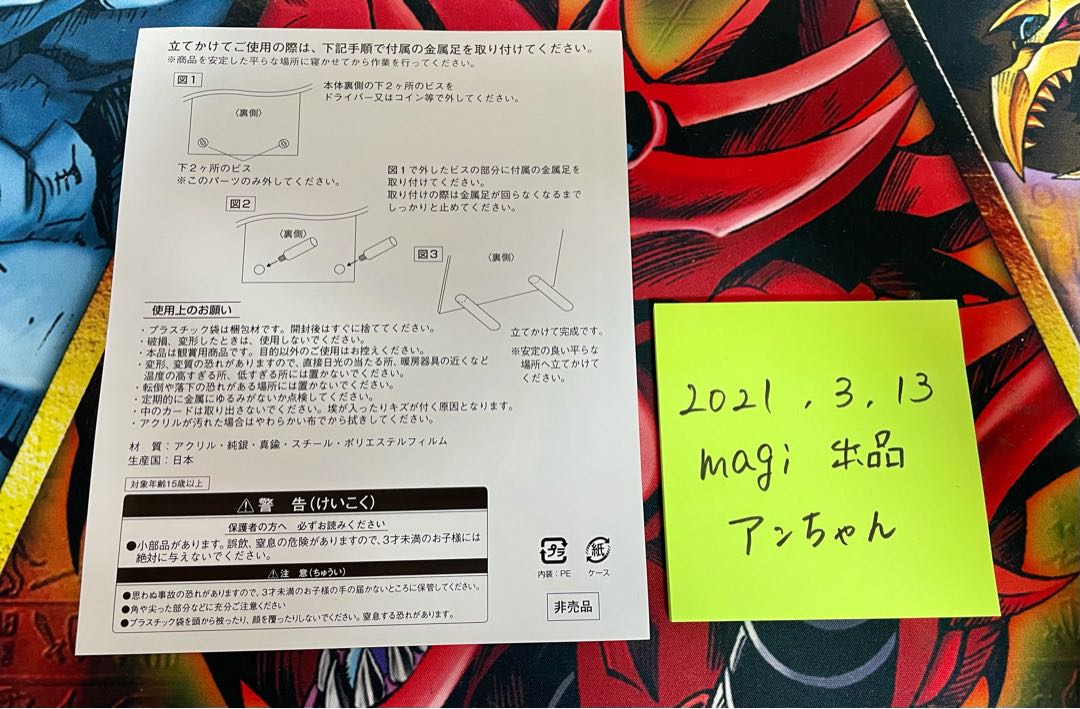 立てかけてご使用の際は、下記手順で付属の金属足を取り付けてください。
※商品を安定した平らな場所に寝かせてから作業を行ってください。
図1
本体裏側の下2ヶ所のビスを
ドライバー又はコイン等で外してください。
〈裏側〉
下2ヶ所のビス
※このパーツのみ外してください。
図1で外したビスの部分に付属の金属足を
取り付けてください。
取り付けの際は金属足が回らなくなるまで
しっかりと止めてください。
図2
〈裏側〉
図3
〈裏側〉
立てかけて完成です。
※安定の良い平らな
場所へ立てかけて
ください。
使用上のお願い
・プラスチック袋は梱包材です。開封後はすぐに捨ててください。
・破損、変形したときは、使用しないでください。
・本品は観賞用商品です。目的以外のご使用はお控えください。
・変形、変質の恐れがありますので、直接日光の当たる所、暖房器具の近くなど
温度の高すぎる所、低すぎる所には置かないでください。
・転倒や落下の恐れがある場所には置かないでください。
・定期的に金属にゆるみがないか点検してください。
・中のカードは取り出さないでください。埃が入ったりキズが付く原因となります。
・アクリルが汚れた場合はやわらかい布でから拭きしてください。
材 質：アクリル・純銀・真鍮・スチール・ポリエステルフィルム
生産国：日本
対象年齢15歳以上
⚠警 告(けいこく)
保護者の方へ 必ずお読みください
●小部品があります。誤飲、窒息の危険がありますので、3才未満のお子様には
絶対に与えないでください。
⚠注 意(ちゅうい)
●思わぬ事故の恐れがありますので、3才未満のお子様の手の届かないところに保管してください。
●角や尖った部分などに充分ご注意ください
●プラスチック袋を頭から被ったり、顔を覆ったりしないでください。窒息する恐れがあります。
プラ
紙
内装：PE
ケース
非売品
2021.3.13
magi 出品
アンちゃん